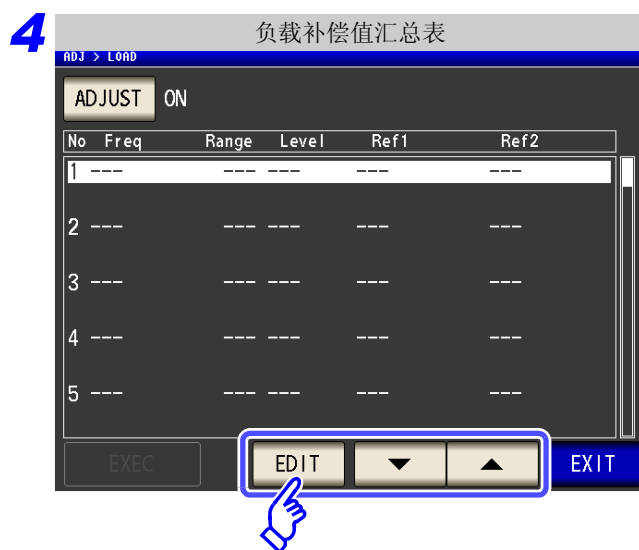 4
负载补偿值汇总表
ADJ > LOAD
ADJUST ON
No Freq Range Level Ref1 Ref2
1 --- --- --- --- ---
2 --- --- --- --- ---
3 --- --- --- --- ---
4 --- --- --- --- ---
5 --- --- --- --- ---
EXEC EDIT ▼ ▲ EXIT